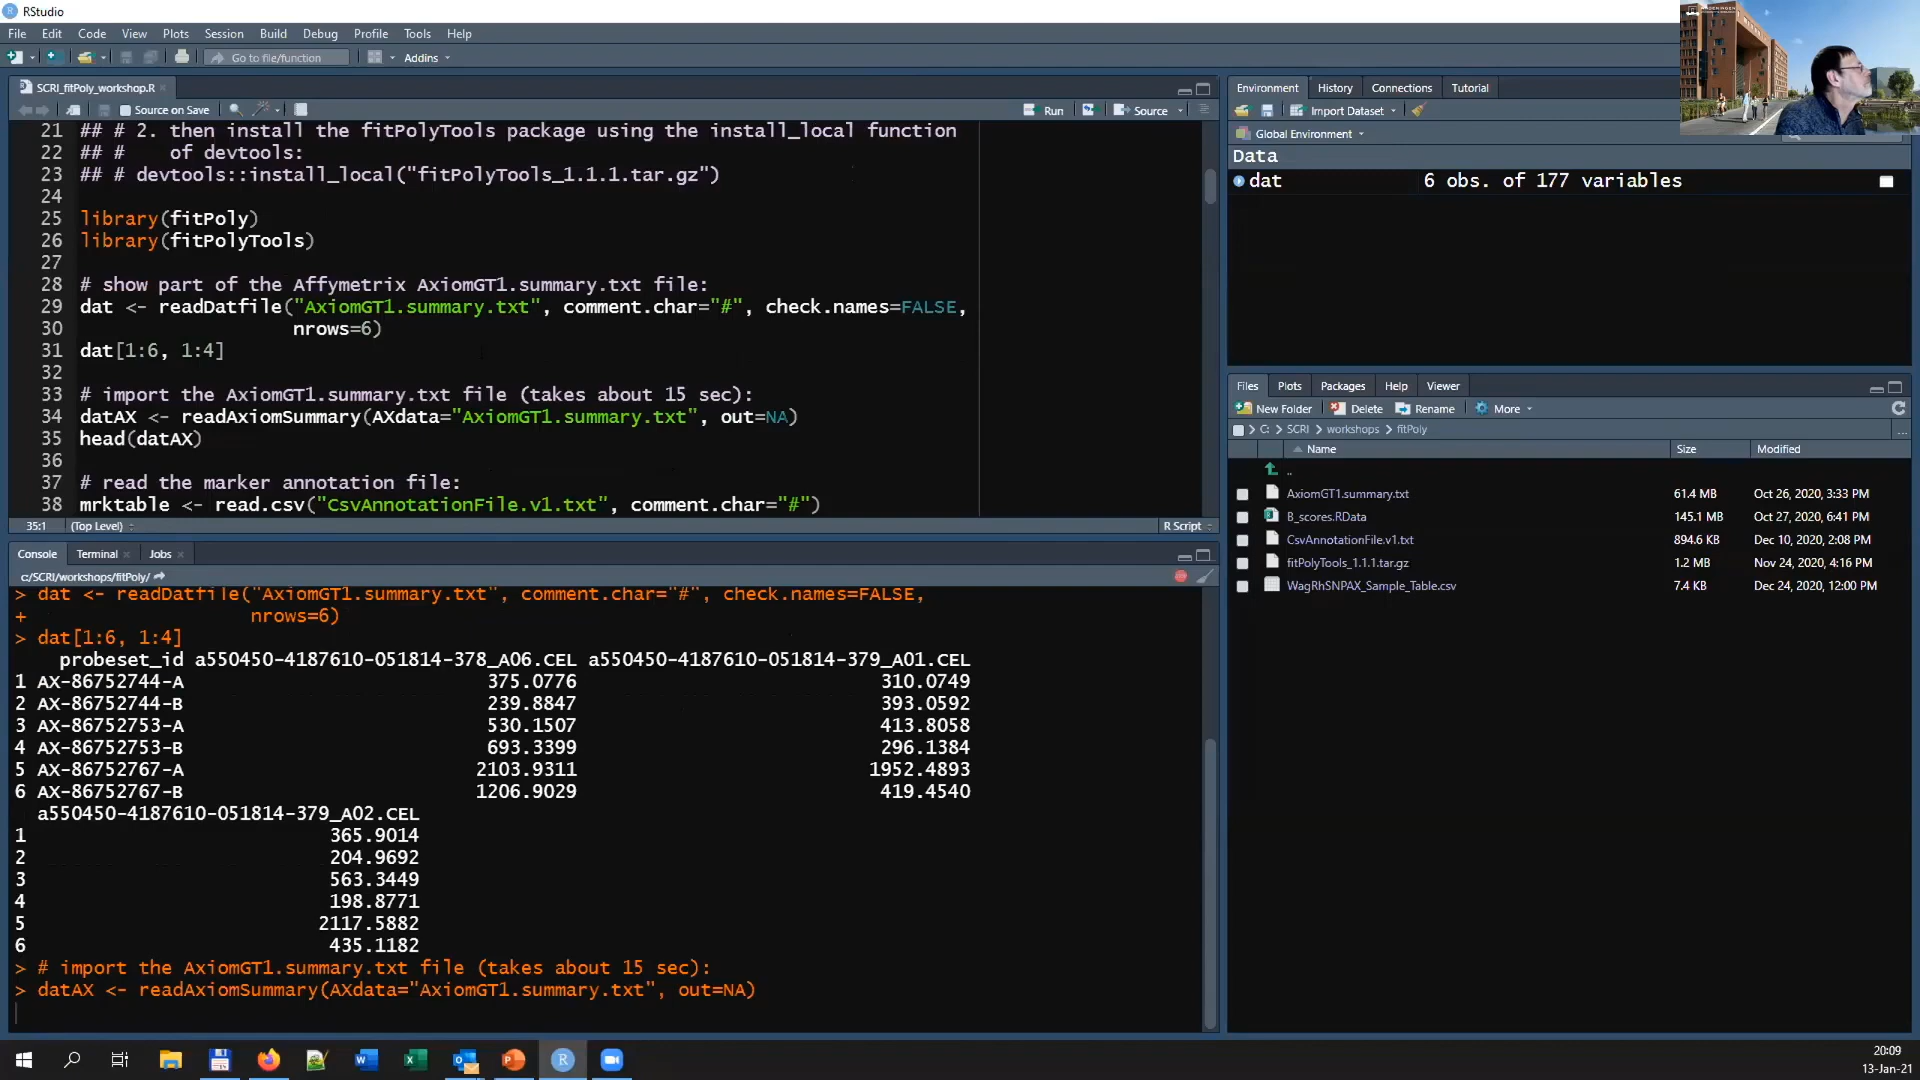 RStudio
File Edit Code View Plots Session Build Debug Profile Tools Help
Go to file/function Addins
SCRI_fitPoly_workshop.R
Source on Save Run Source
21 ## # 2. then install the fitPolyTools package using the install_local function
22 ## #    of devtools:
23 ## # devtools::install_local("fitPolyTools_1.1.1.tar.gz")
24
25 library(fitPoly)
26 library(fitPolyTools)
27
28 # show part of the Affymetrix AxiomGT1.summary.txt file:
29 dat <- readDatfile("AxiomGT1.summary.txt", comment.char="#", check.names=FALSE,
30                    nrows=6)
31 dat[1:6, 1:4]
32
33 # import the AxiomGT1.summary.txt file (takes about 15 sec):
34 datAX <- readAxiomSummary(AXdata="AxiomGT1.summary.txt", out=NA)
35 head(datAX)
36
37 # read the marker annotation file:
38 mrktable <- read.csv("CsvAnnotationFile.v1.txt", comment.char="#")
35:1 (Top Level) R Script
Console Terminal Jobs
c:/SCRI/workshops/fitPoly/
> dat <- readDatfile("AxiomGT1.summary.txt", comment.char="#", check.names=FALSE,
+                    nrows=6)
> dat[1:6, 1:4]
probeset_id a550450-4187610-051814-378_A06.CEL a550450-4187610-051814-379_A01.CEL
1 AX-86752744-A 375.0776 310.0749
2 AX-86752744-B 239.8847 393.0592
3 AX-86752753-A 530.1507 413.8058
4 AX-86752753-B 693.3399 296.1384
5 AX-86752767-A 2103.9311 1952.4893
6 AX-86752767-B 1206.9029 419.4540
a550450-4187610-051814-379_A02.CEL
1 365.9014
2 204.9692
3 563.3449
4 198.8771
5 2117.5882
6 435.1182
> # import the AxiomGT1.summary.txt file (takes about 15 sec):
> datAX <- readAxiomSummary(AXdata="AxiomGT1.summary.txt", out=NA)
Environment History Connections Tutorial
Import Dataset
Global Environment
Data
dat 6 obs. of 177 variables
Files Plots Packages Help Viewer
New Folder Delete Rename More
C: > SCRI > workshops > fitPoly
Name Size Modified
..
AxiomGT1.summary.txt 61.4 MB Oct 26, 2020, 3:33 PM
B_scores.RData 145.1 MB Oct 27, 2020, 6:41 PM
CsvAnnotationFile.v1.txt 894.6 KB Dec 10, 2020, 2:08 PM
fitPolyTools_1.1.1.tar.gz 1.2 MB Nov 24, 2020, 4:16 PM
WagRhSNPAX_Sample_Table.csv 7.4 KB Dec 24, 2020, 12:00 PM
20:09
13-Jan-21